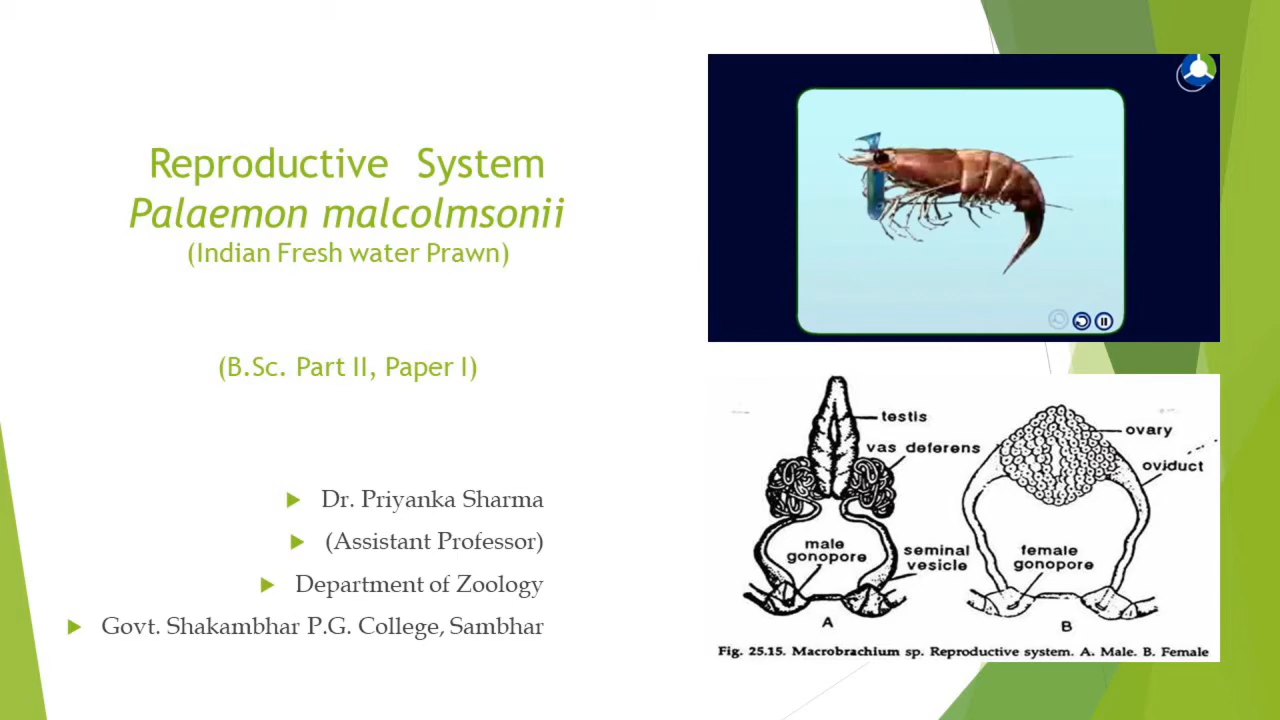 Reproductive System
Palaemon malcolmsonii
(Indian Fresh water Prawn)
(B.Sc. Part II, Paper I)
Dr. Priyanka Sharma
(Assistant Professor)
Department of Zoology
Govt. Shakambhar P.G. College, Sambhar
testis
vas deferens
male
gonopore
seminal
vesicle
A
ovary
oviduct
female
gonopore
B
Fig. 25.15. Macrobrachium sp. Reproductive system. A. Male. B. Female